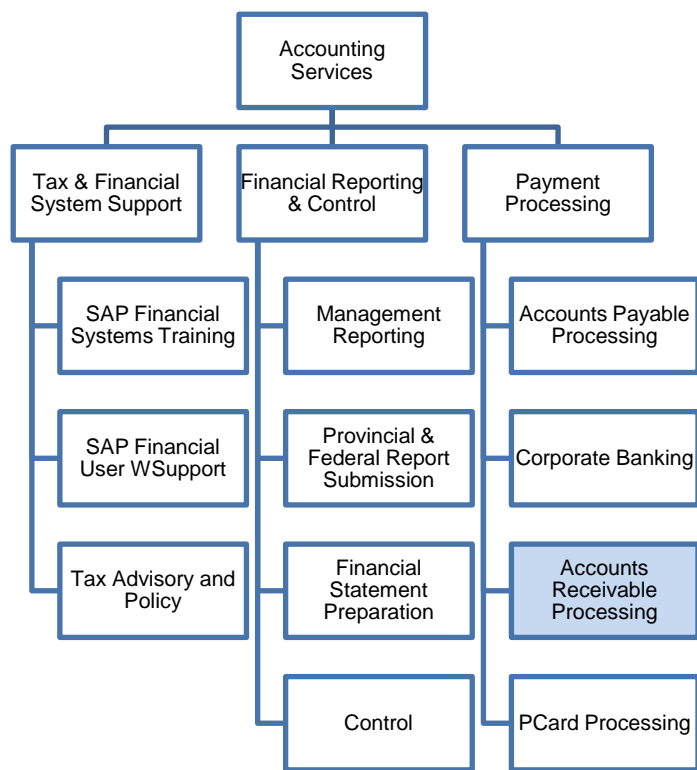 Accounting
Services
Tax & Financial
System Support
Financial Reporting
& Control
Payment
Processing
SAP Financial
Systems Training
Management
Reporting
Accounts Payable
Processing
SAP Financial
User WSupport
Provincial &
Federal Report
Submission
Corporate Banking
Tax Advisory and
Policy
Financial
Statement
Preparation
Accounts
Receivable
Processing
Control
PCard Processing